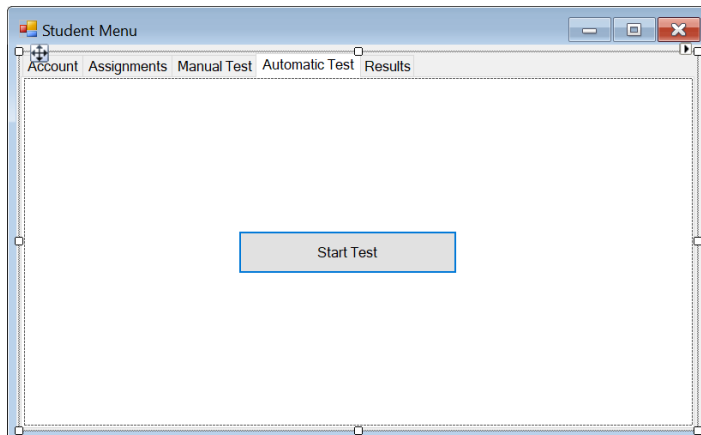 Student Menu
Account Assignments Manual Test Automatic Test Results
Start Test